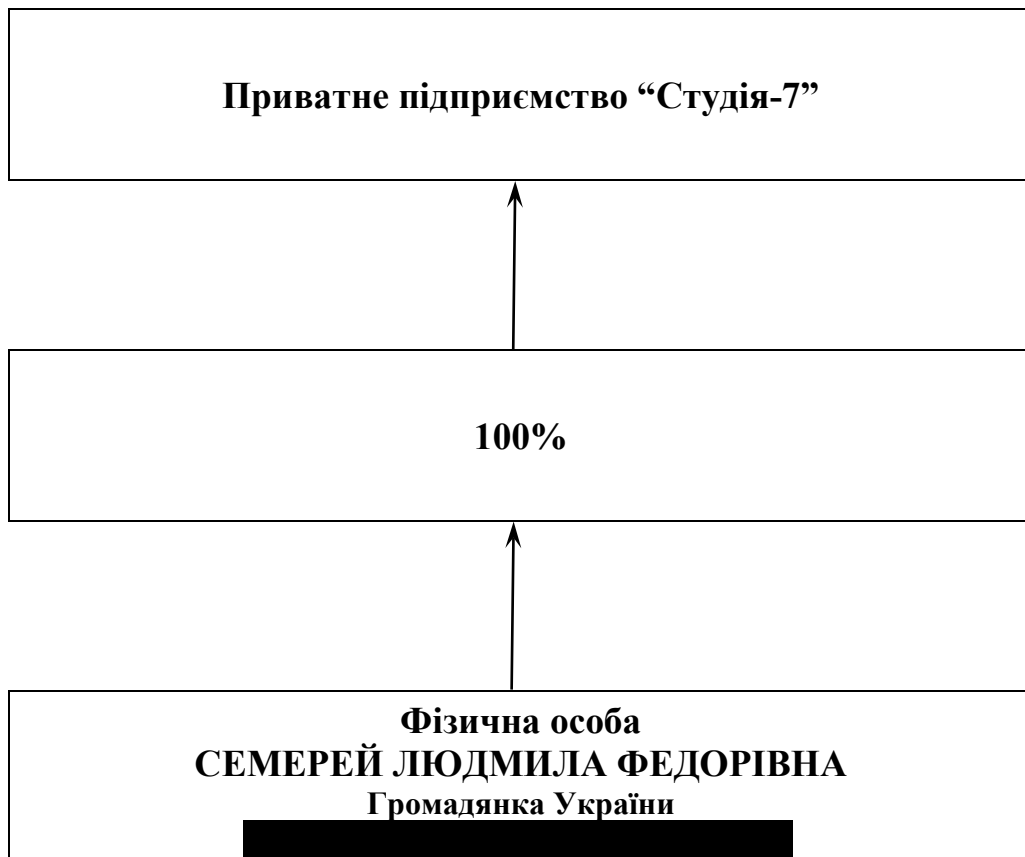 Приватне підприємство “Студія-7”
100%
Фізична особа
СЕМЕРЕЙ ЛЮДМИЛА ФЕДОРІВНА
Громадянка України